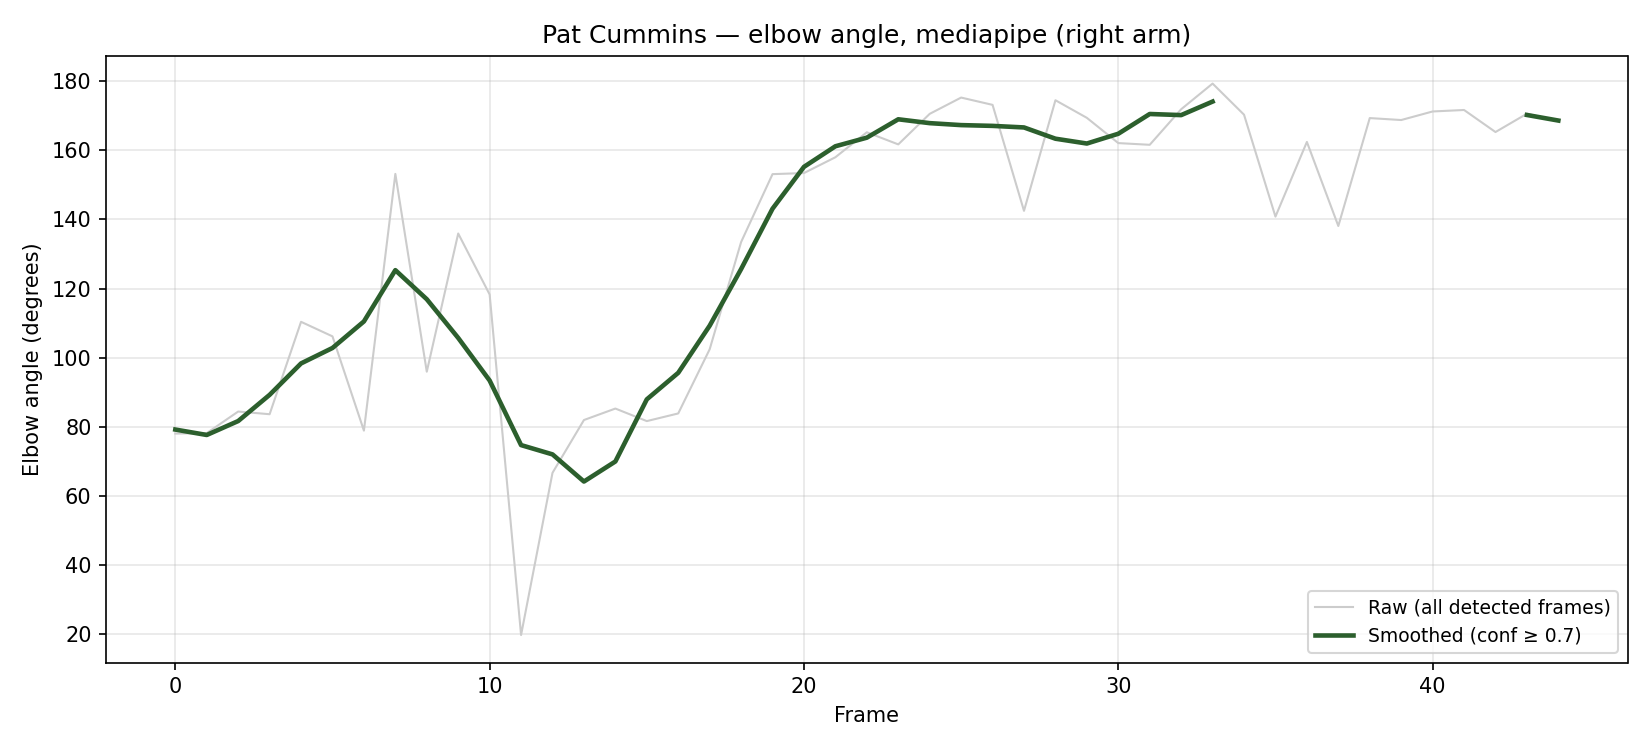 Pat Cummins — elbow angle, mediapipe (right arm)
Elbow angle (degrees)
180
160
140
120
100
80
60
40
20
Raw (all detected frames)
Smoothed (conf ≥ 0.7)
0 10 20 30 40
Frame